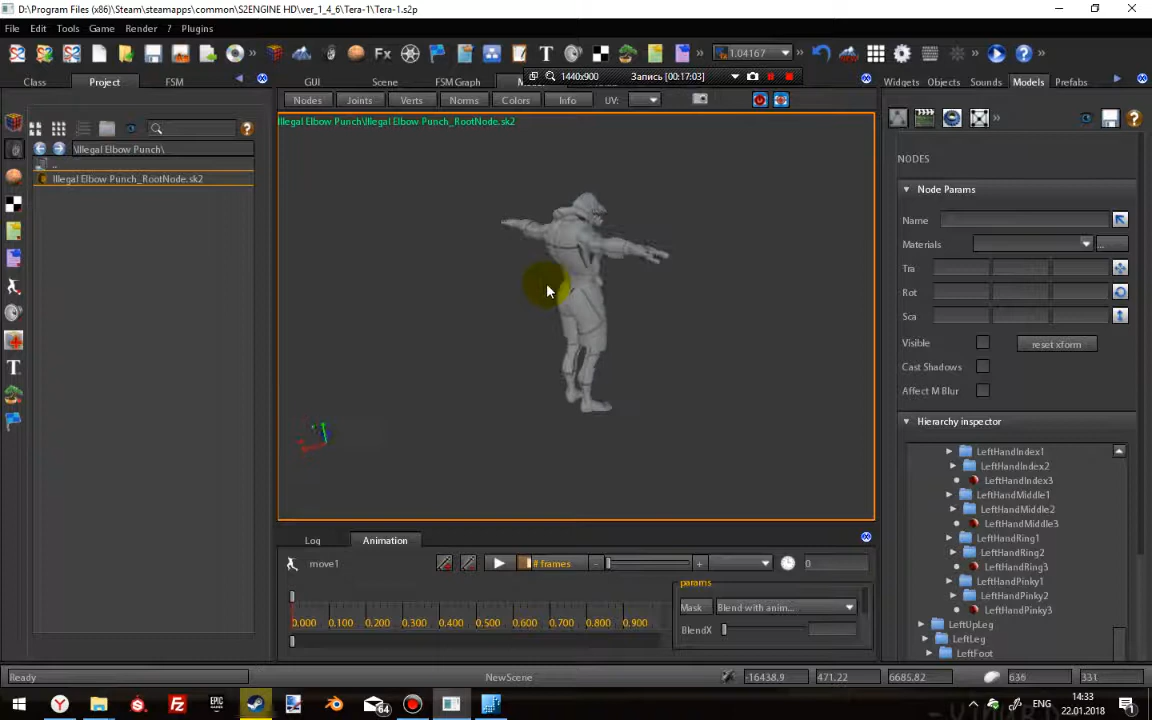 D:\Program Files (x86)\Steam\steamapps\common\S2ENGINE HD\ver_1_4_6\Tera-1\Tera-1.s2p
File Edit Tools Game Render ? Plugins
Fx T 1.04167
1440x900 Запись [00:17:03]
Class Project FSM GUI Scene FSM Graph Widgets Objects Sounds Models Prefabs
Nodes Joints Verts Norms Colors Info UV:
Illegal Elbow Punch\Illegal Elbow Punch_RootNode.sk2
\Illegal Elbow Punch\
..
Illegal Elbow Punch_RootNode.sk2
NODES
Node Params
Name
Materials ...
Tra
Rot
Sca
Visible reset xform
Cast Shadows
Affect M Blur
Hierarchy inspector
LeftHandIndex1
LeftHandIndex2
LeftHandIndex3
LeftHandMiddle1
LeftHandMiddle2
LeftHandMiddle3
LeftHandRing1
LeftHandRing2
LeftHandRing3
LeftHandPinky1
LeftHandPinky2
LeftHandPinky3
LeftUpLeg
LeftLeg
LeftFoot
Log Animation
move1 # frames - + 0
params
Mask Blend with anim...
BlendX
0.000 0.100 0.200 0.300 0.400 0.500 0.600 0.700 0.800 0.900
Ready NewScene -16438.9 471.22 6685.82 636 331
EPIC GAMES 64 ENG 14:33
22.01.2018